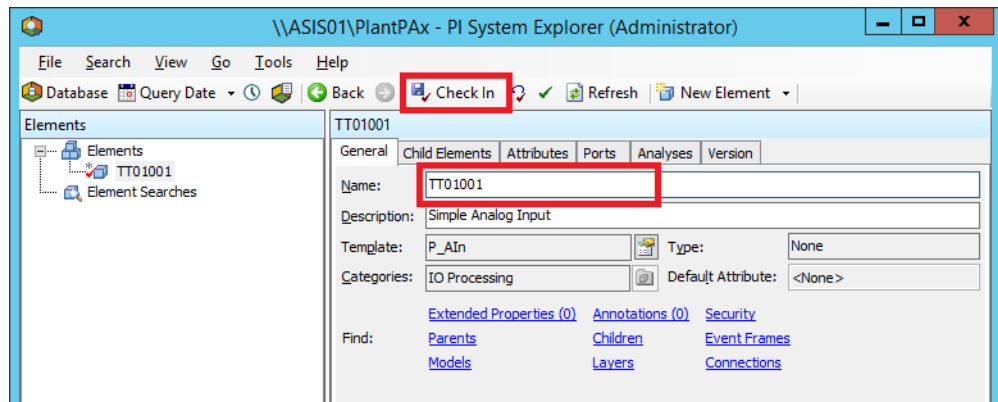 \\ASIS01\PlantPAx - PI System Explorer (Administrator)
File Search View Go Tools Help
Database Query Date Back Check In Refresh New Element
Elements
Elements
TT01001
Element Searches
TT01001
General Child Elements Attributes Ports Analyses Version
Name: TT01001
Description: Simple Analog Input
Template: P_AIn Type: None
Categories: IO Processing Default Attribute: <None>
Extended Properties (0) Annotations (0) Security
Find: Parents Children Event Frames
Models Layers Connections